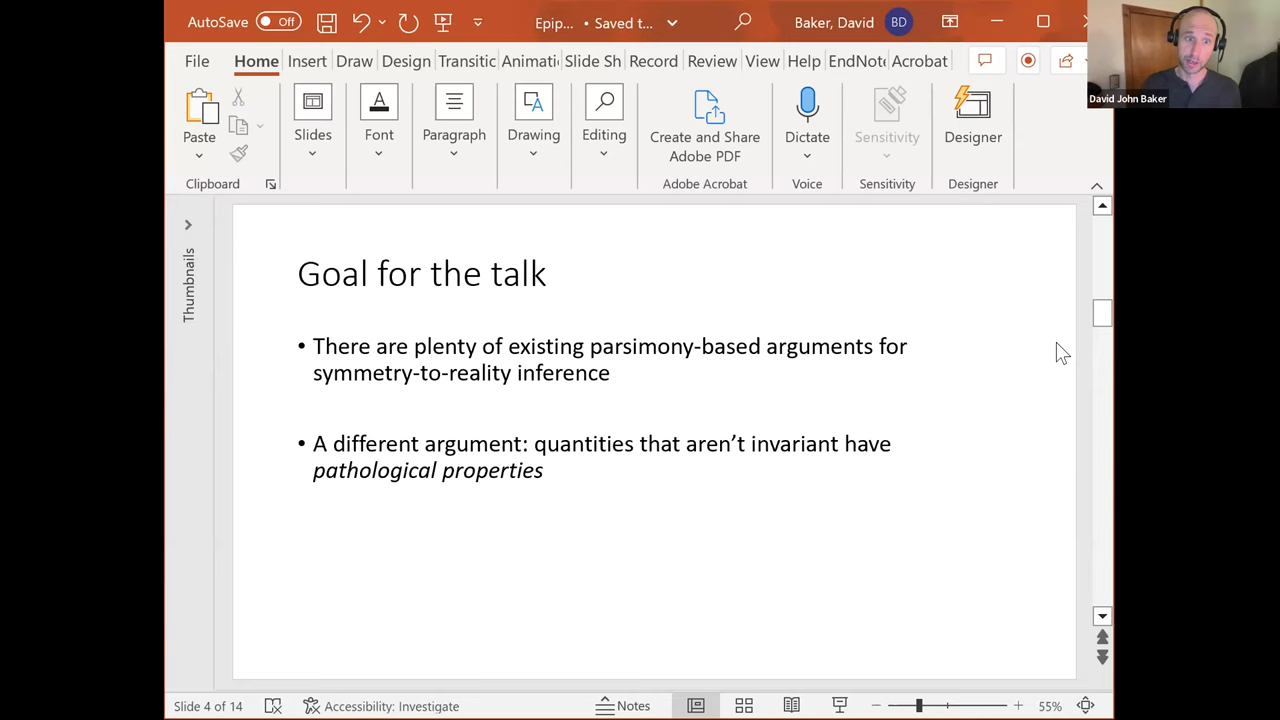 AutoSave Off Epip... • Saved t... Baker, David BD
File Home Insert Draw Design Transitic Animati Slide Sh Record Review View Help EndNot Acrobat
Paste Slides Font Paragraph Drawing Editing Create and Share Dictate Sensitivity Designer
Adobe PDF
Clipboard Adobe Acrobat Voice Sensitivity Designer
David John Baker
Thumbnails
Goal for the talk
• There are plenty of existing parsimony-based arguments for
symmetry-to-reality inference
• A different argument: quantities that aren’t invariant have
pathological properties
Slide 4 of 14 Accessibility: Investigate Notes 55%